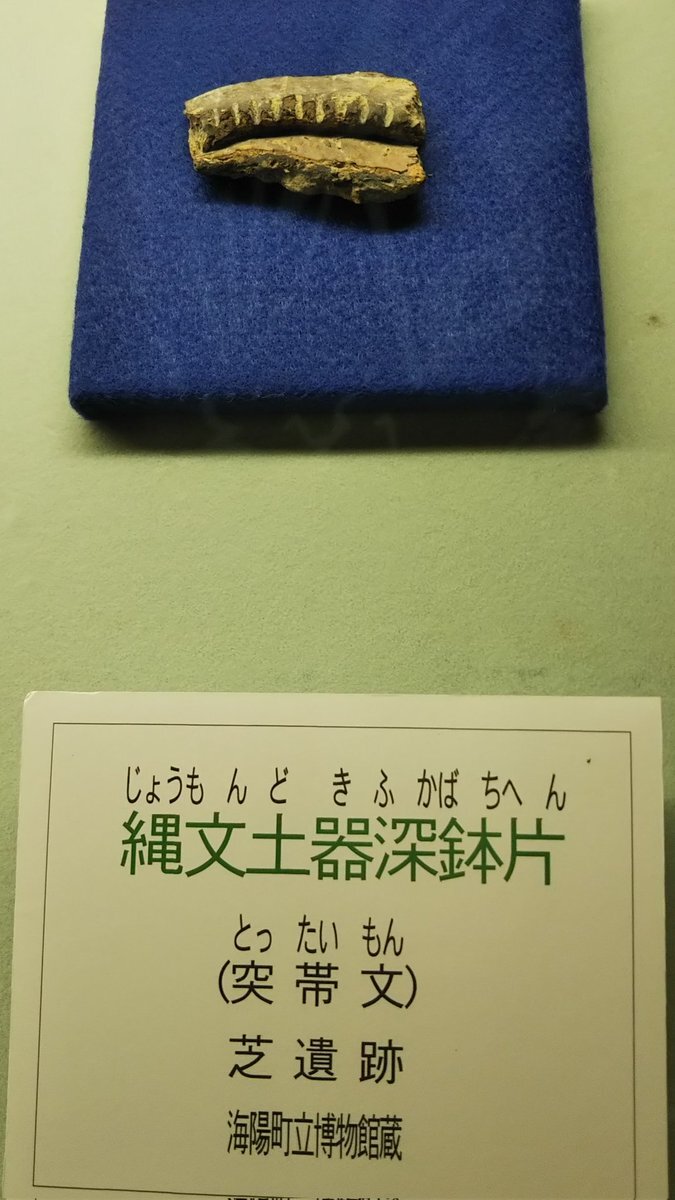 じょうもんどきふかばちへん
縄文土器深鉢片
とったいもん
（突帯文）
芝遺跡
海陽町立博物館蔵